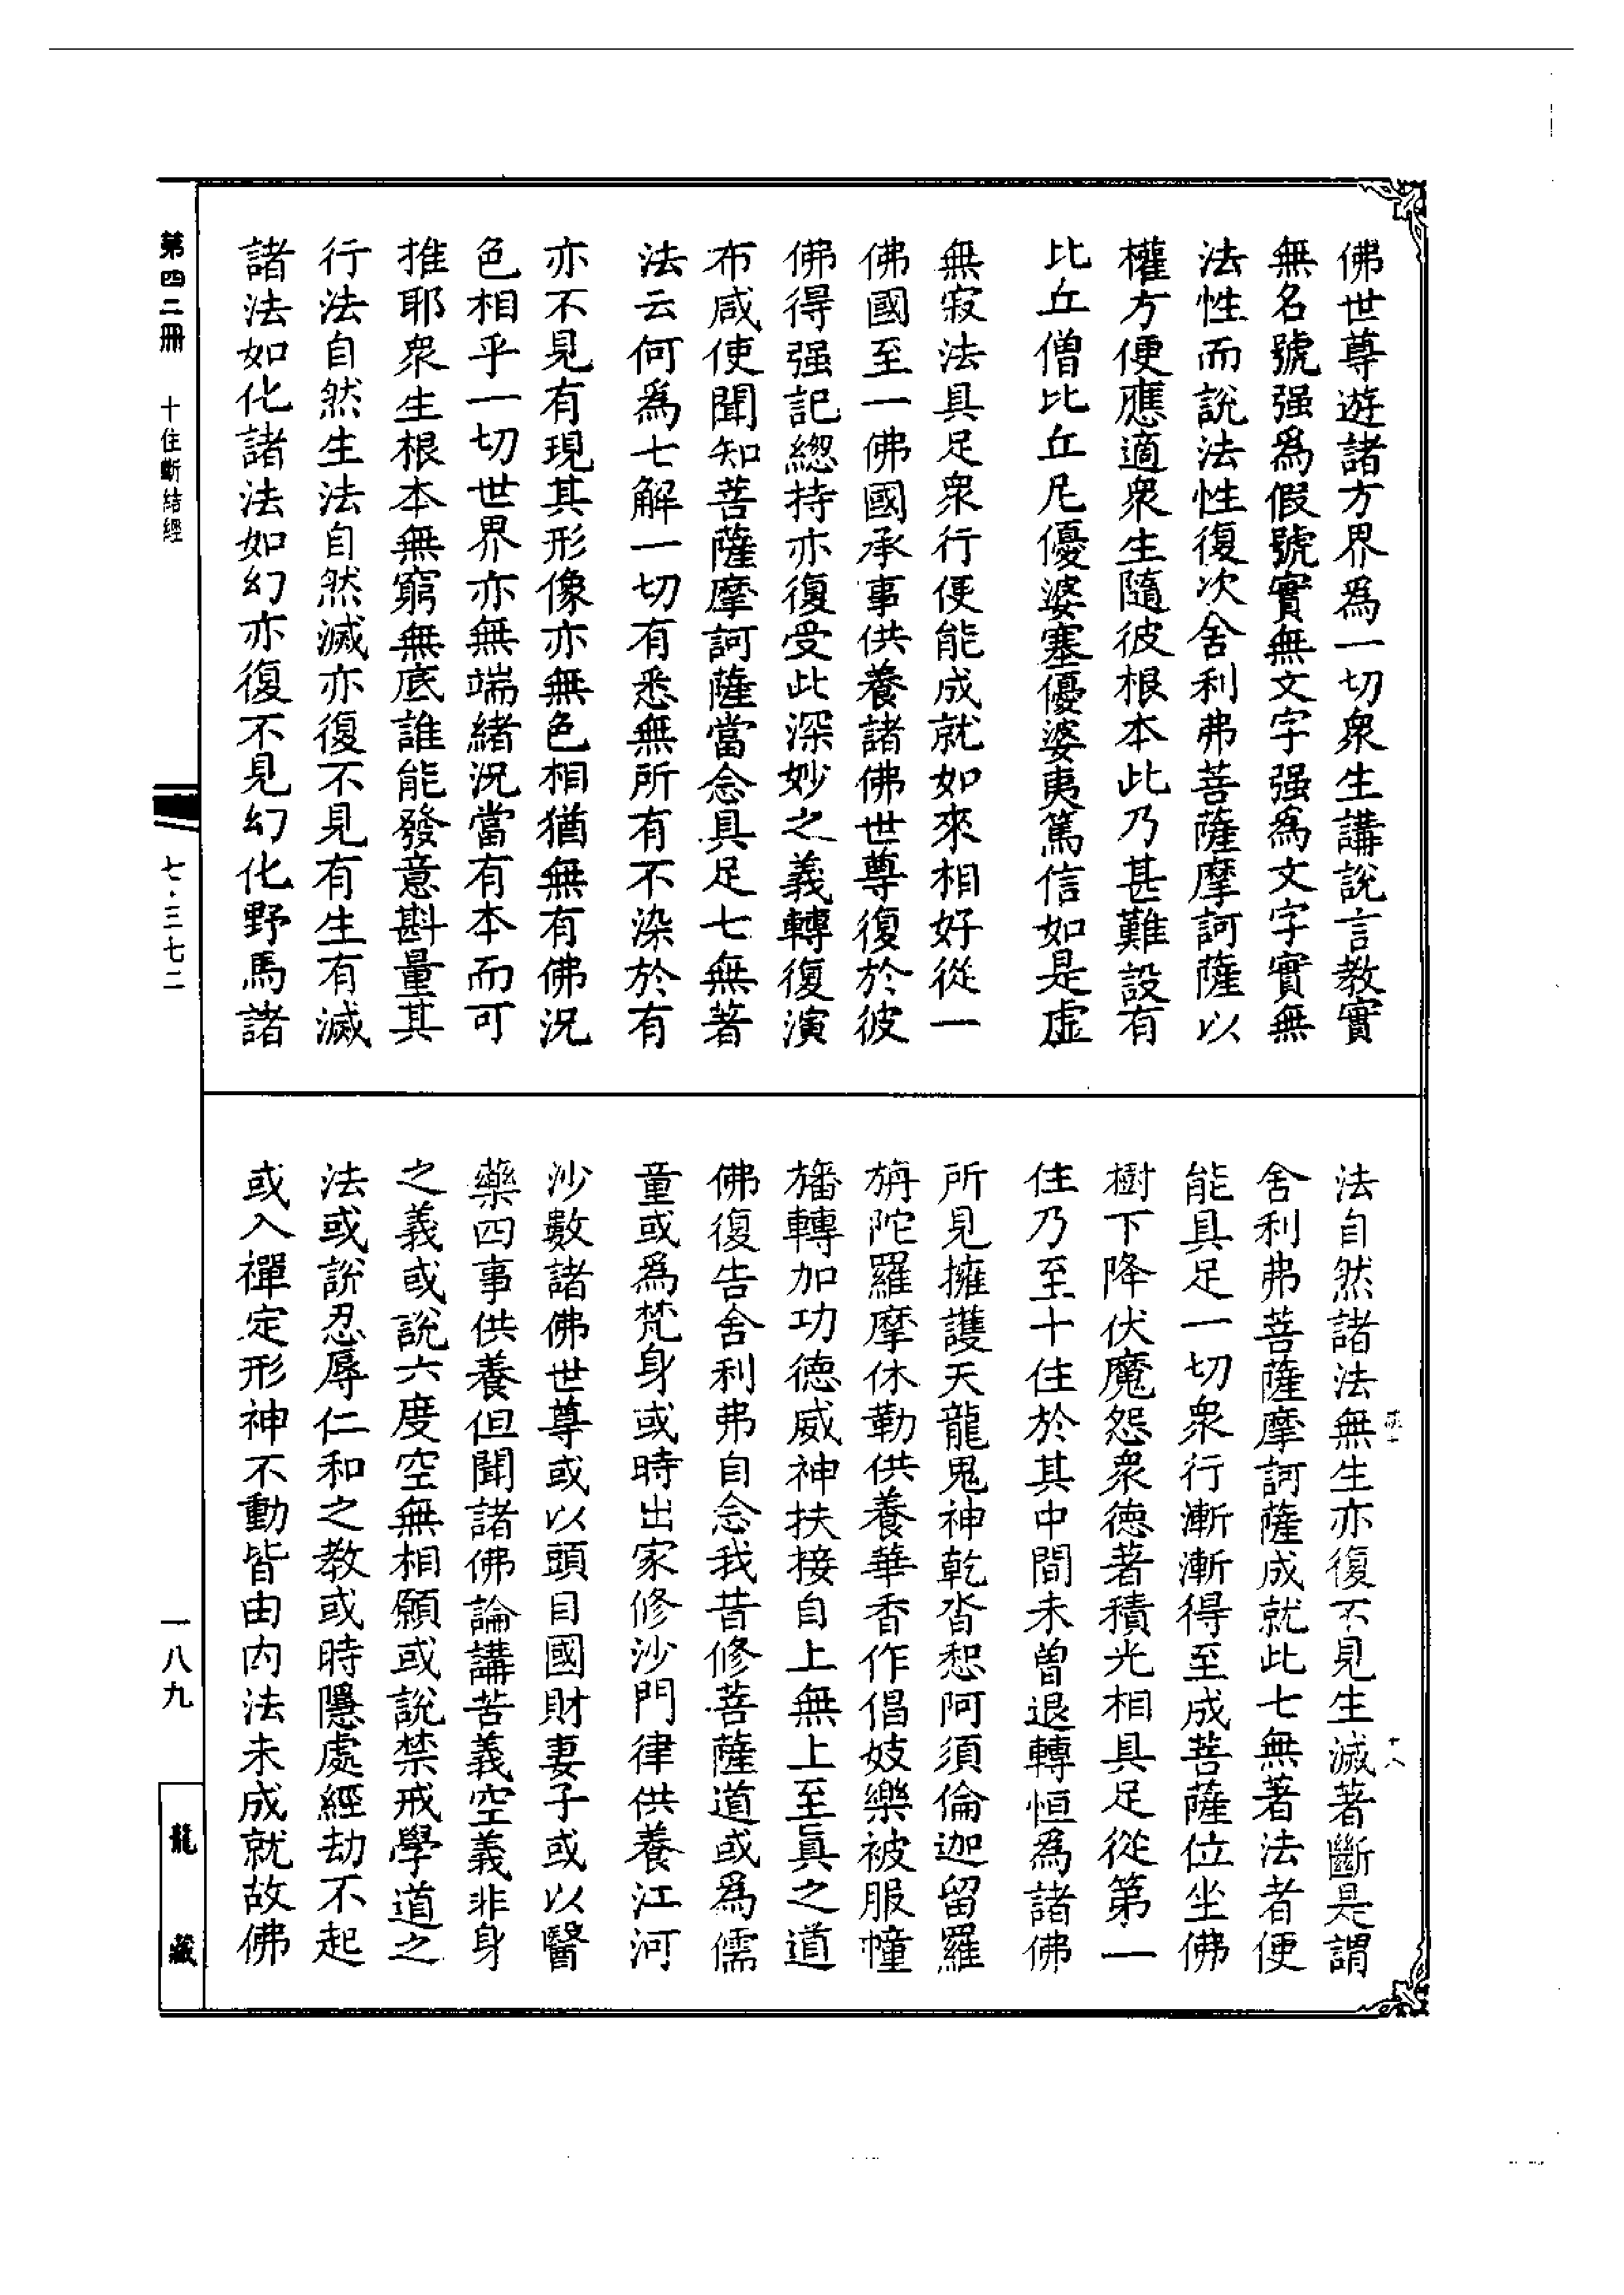 佛世尊遊諸方界爲一切衆生講說言教實
無名號强爲假號實無文字强爲文字實無
法性而說法性復次舍利弗菩薩摩訶薩以
權方便應適衆生隨彼根本此乃甚難設有
比丘僧比丘尼優婆塞優婆夷篤信如是虛
無寂法具足衆行便能成就如來相好從一
佛國至一佛國承事供養諸佛世尊復於彼
佛得强記總持亦復受此深妙之義轉復演
布咸使聞知菩薩摩訶薩當念具足七無著
法云何爲七解一切有悉無所有不染於有
亦不見有現其形像亦無色相猶無有佛況
色相乎一切世界亦無端緒況當有本而可
推耶衆生根本無窮無底誰能發意斟量其
行法自然生法自然滅亦復不見有生有滅
諸法如化諸法如幻亦復不見幻化野馬諸
法自然諸法無生亦復不見生滅著斷是謂
舍利弗菩薩摩訶薩成就此七無著法者便
能具足一切衆行漸漸得至成菩薩位坐佛
樹下降伏魔怨衆德著積光相具足從第一
住乃至十住於其中間未曾退轉恒爲諸佛
所見擁護天龍鬼神乾沓惒阿須倫迦留羅
旃陀羅摩休勒供養華香作倡妓樂被服幢
旛轉加功德威神扶接自上無上至眞之道
佛復告舍利弗自念我昔修菩薩道或爲儒
童或爲梵身或時出家修沙門律供養江河
沙數諸佛世尊或以頭目國財妻子或以醫
藥四事供養但聞諸佛論講苦義空義非身
之義或說六度空無相願或說禁戒學道之
法或說忍辱仁和之教或時隱處經劫不起
或入禪定形神不動皆由內法未成就故佛
第四二冊 十住斷結經
七·三七二
一八九
龍藏
十八